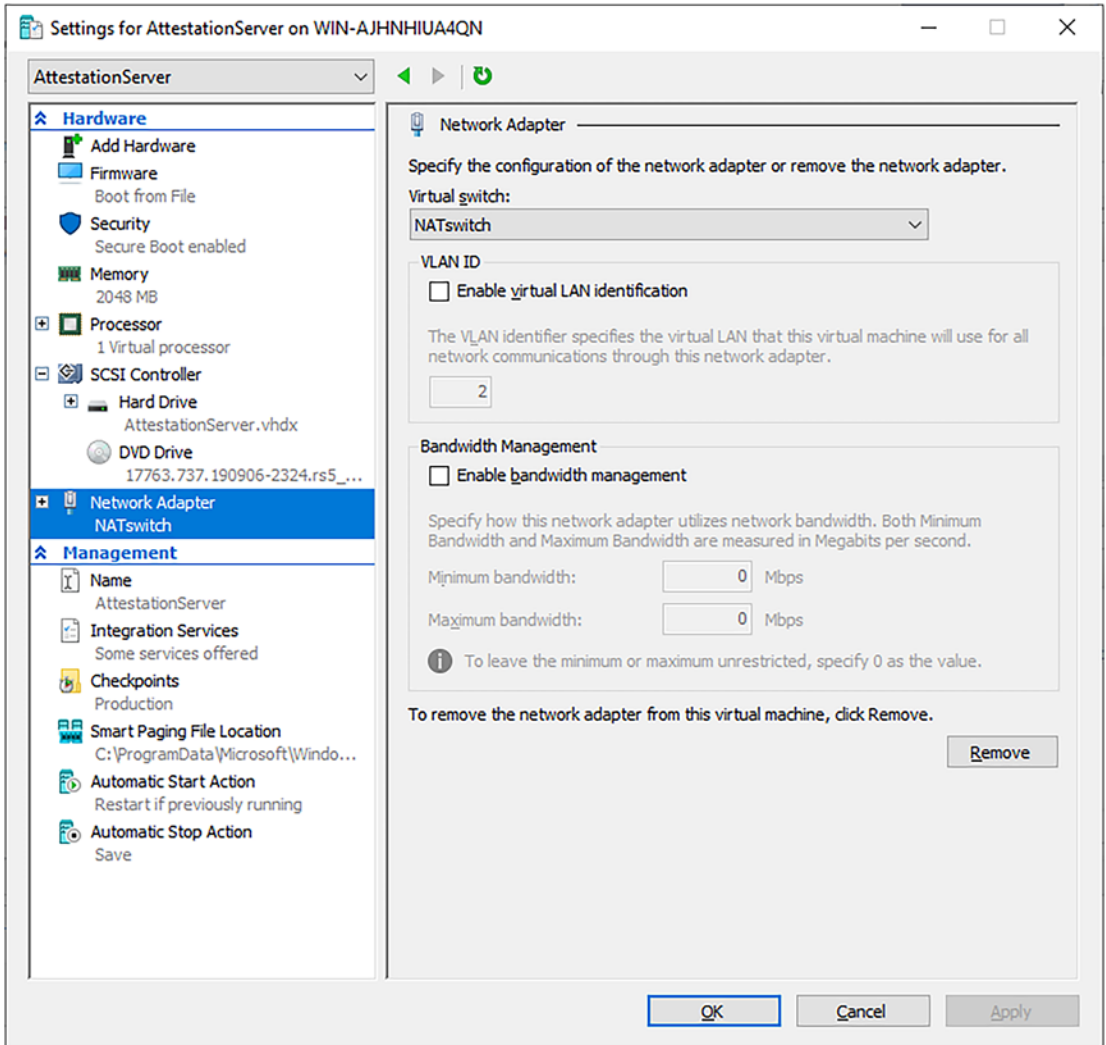 Settings for AttestationServer on WIN-AJHNHIUA4QN
AttestationServer
Hardware
Add Hardware
Firmware
Boot from File
Security
Secure Boot enabled
Memory
2048 MB
Processor
1 Virtual processor
SCSI Controller
Hard Drive
AttestationServer.vhdx
DVD Drive
17763.737.190906-2324.rs5_...
Network Adapter
NATswitch
Management
Name
AttestationServer
Integration Services
Some services offered
Checkpoints
Production
Smart Paging File Location
C:\ProgramData\Microsoft\Windo...
Automatic Start Action
Restart if previously running
Automatic Stop Action
Save
Network Adapter
Specify the configuration of the network adapter or remove the network adapter.
Virtual switch:
NATswitch
VLAN ID
Enable virtual LAN identification
The VLAN identifier specifies the virtual LAN that this virtual machine will use for all
network communications through this network adapter.
2
Bandwidth Management
Enable bandwidth management
Specify how this network adapter utilizes network bandwidth. Both Minimum
Bandwidth and Maximum Bandwidth are measured in Megabits per second.
Minimum bandwidth: 0 Mbps
Maximum bandwidth: 0 Mbps
To leave the minimum or maximum unrestricted, specify 0 as the value.
To remove the network adapter from this virtual machine, click Remove.
Remove
OK Cancel Apply